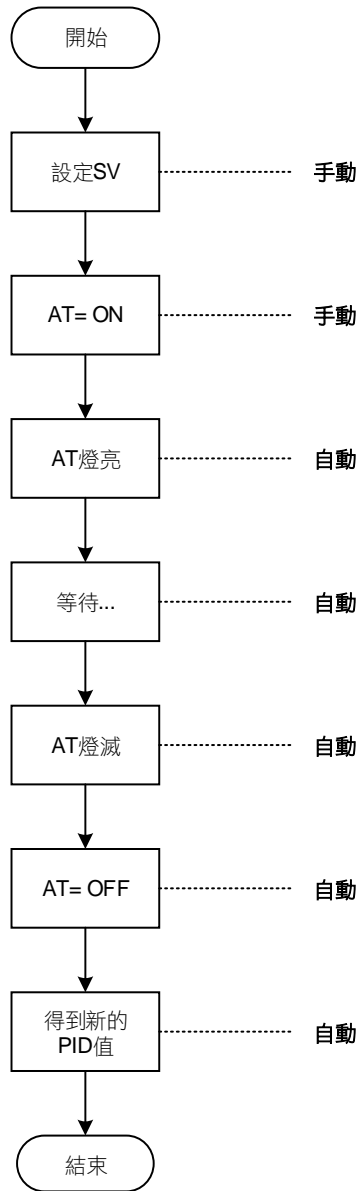 開始
設定SV
手動
AT= ON
手動
AT燈亮
自動
等待...
自動
AT燈滅
自動
AT= OFF
自動
得到新的
PID值
自動
結束